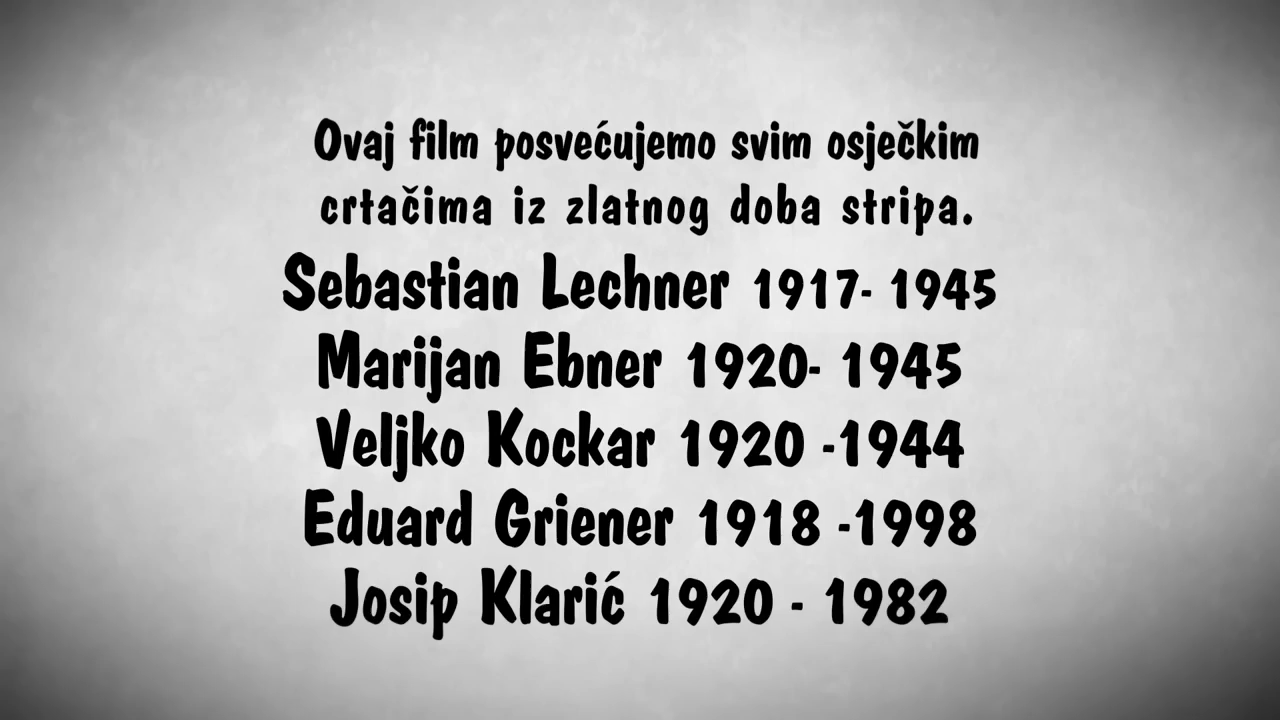 Ovaj film posvećujemo svim osječkim
crtačima iz zlatnog doba stripa.
Sebastian Lechner 1917- 1945
Marijan Ebner 1920- 1945
Veljko Kockar 1920 -1944
Eduard Griener 1918 -1998
Josip Klarić 1920 - 1982